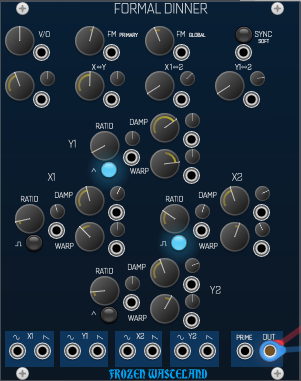 FORMAL DINNER
V/O FM PRIMARY FM GLOBAL SYNC SOFT
X⇔Y X1⇔2 Y1⇔2
RATIO DAMP
Y1
WARP
X1 X2
RATIO DAMP RATIO DAMP
WARP WARP
RATIO DAMP
Y2
WARP
X1 Y1 X2 Y2 PRIME OUT
FROZEN WASTELAND